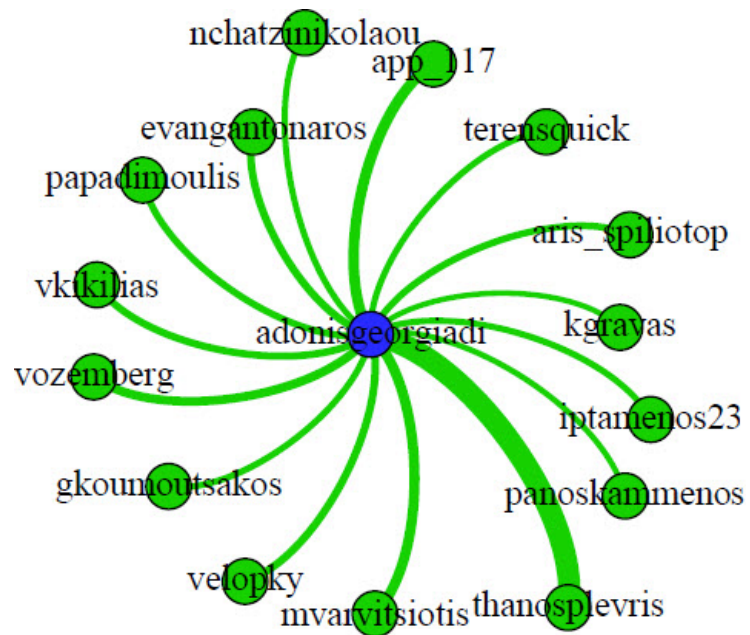 nchatzinikolaou
app_117
evangantonaros
terensquick
papadimoulis
aris_spiliotop
vkikilias
kgravas
adonisgeorgiadi
vozemberg
iptamenos23
gkoumoutsakos
panoskammenos
velopky
mvarvitsiotis
thanosplevris